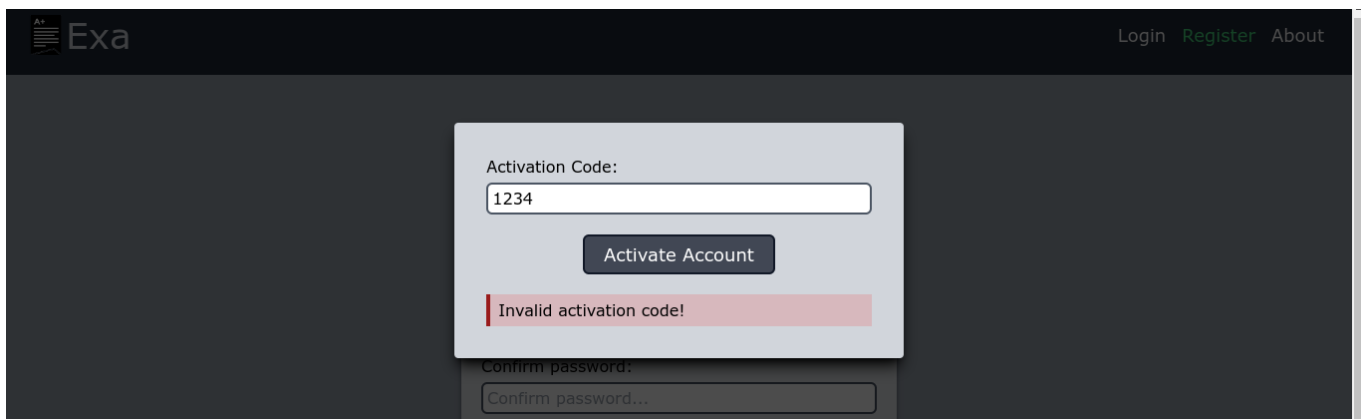 A+
Exa
Login Register About
Activation Code:
1234
Activate Account
Invalid activation code!
Confirm password:
Confirm password...